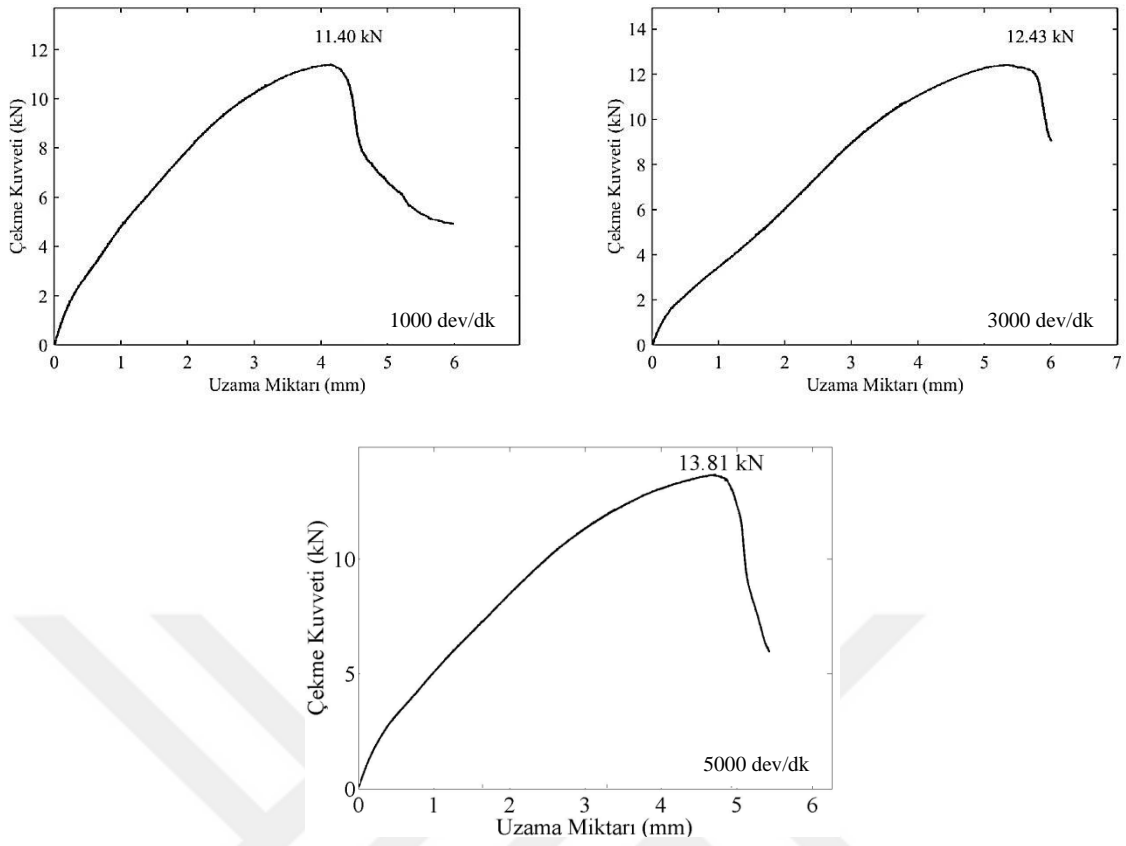 11.40 kN
12
10
8
6
4
2
0
Çekme Kuvveti (kN)
1000 dev/dk
0 1 2 3 4 5 6
Uzama Miktarı (mm)
12.43 kN
14
12
10
8
6
4
2
0
Çekme Kuvveti (kN)
3000 dev/dk
0 1 2 3 4 5 6 7
Uzama Miktarı (mm)
13.81 kN
10
5
0
Çekme Kuvveti (kN)
5000 dev/dk
0 1 2 3 4 5 6
Uzama Miktarı (mm)